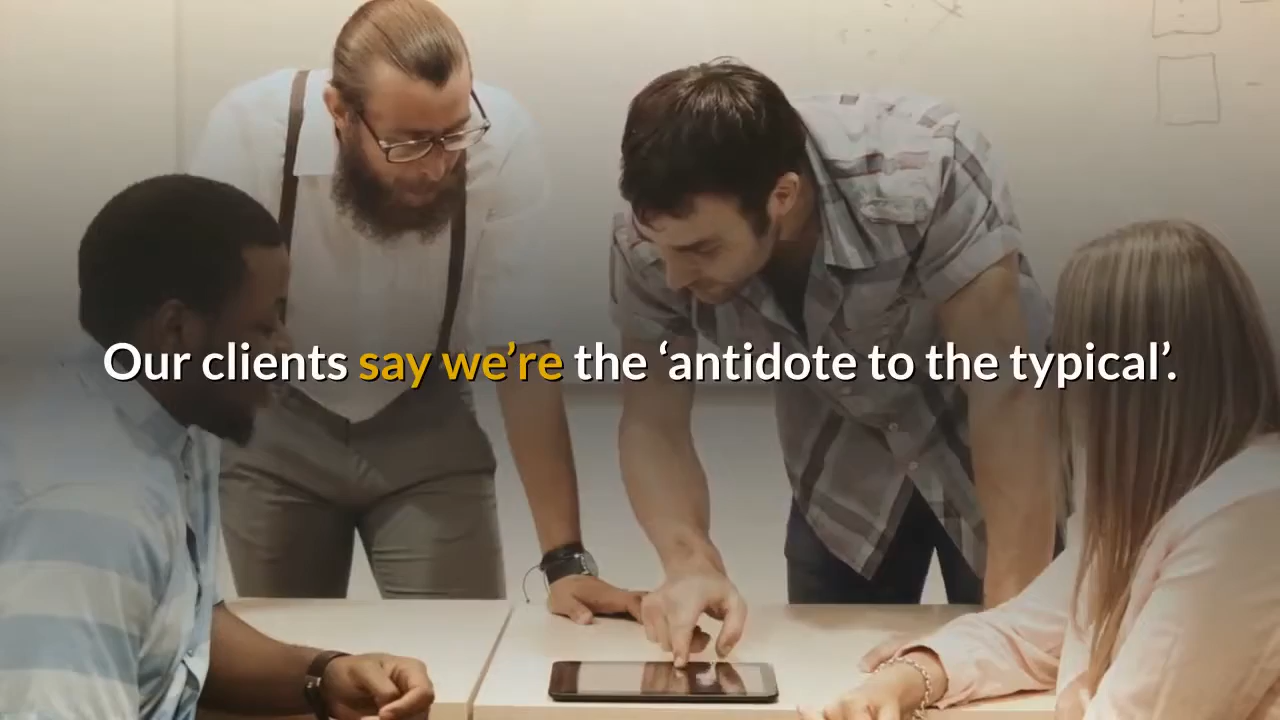 Our clients say we’re the ‘antidote to the typical’.